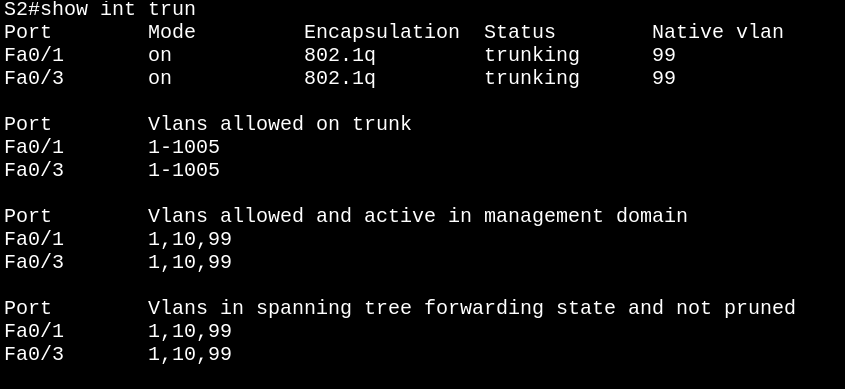 S2#show int trun
Port        Mode         Encapsulation  Status        Native vlan
Fa0/1       on           802.1q         trunking      99
Fa0/3       on           802.1q         trunking      99

Port        Vlans allowed on trunk
Fa0/1       1-1005
Fa0/3       1-1005

Port        Vlans allowed and active in management domain
Fa0/1       1,10,99
Fa0/3       1,10,99

Port        Vlans in spanning tree forwarding state and not pruned
Fa0/1       1,10,99
Fa0/3       1,10,99